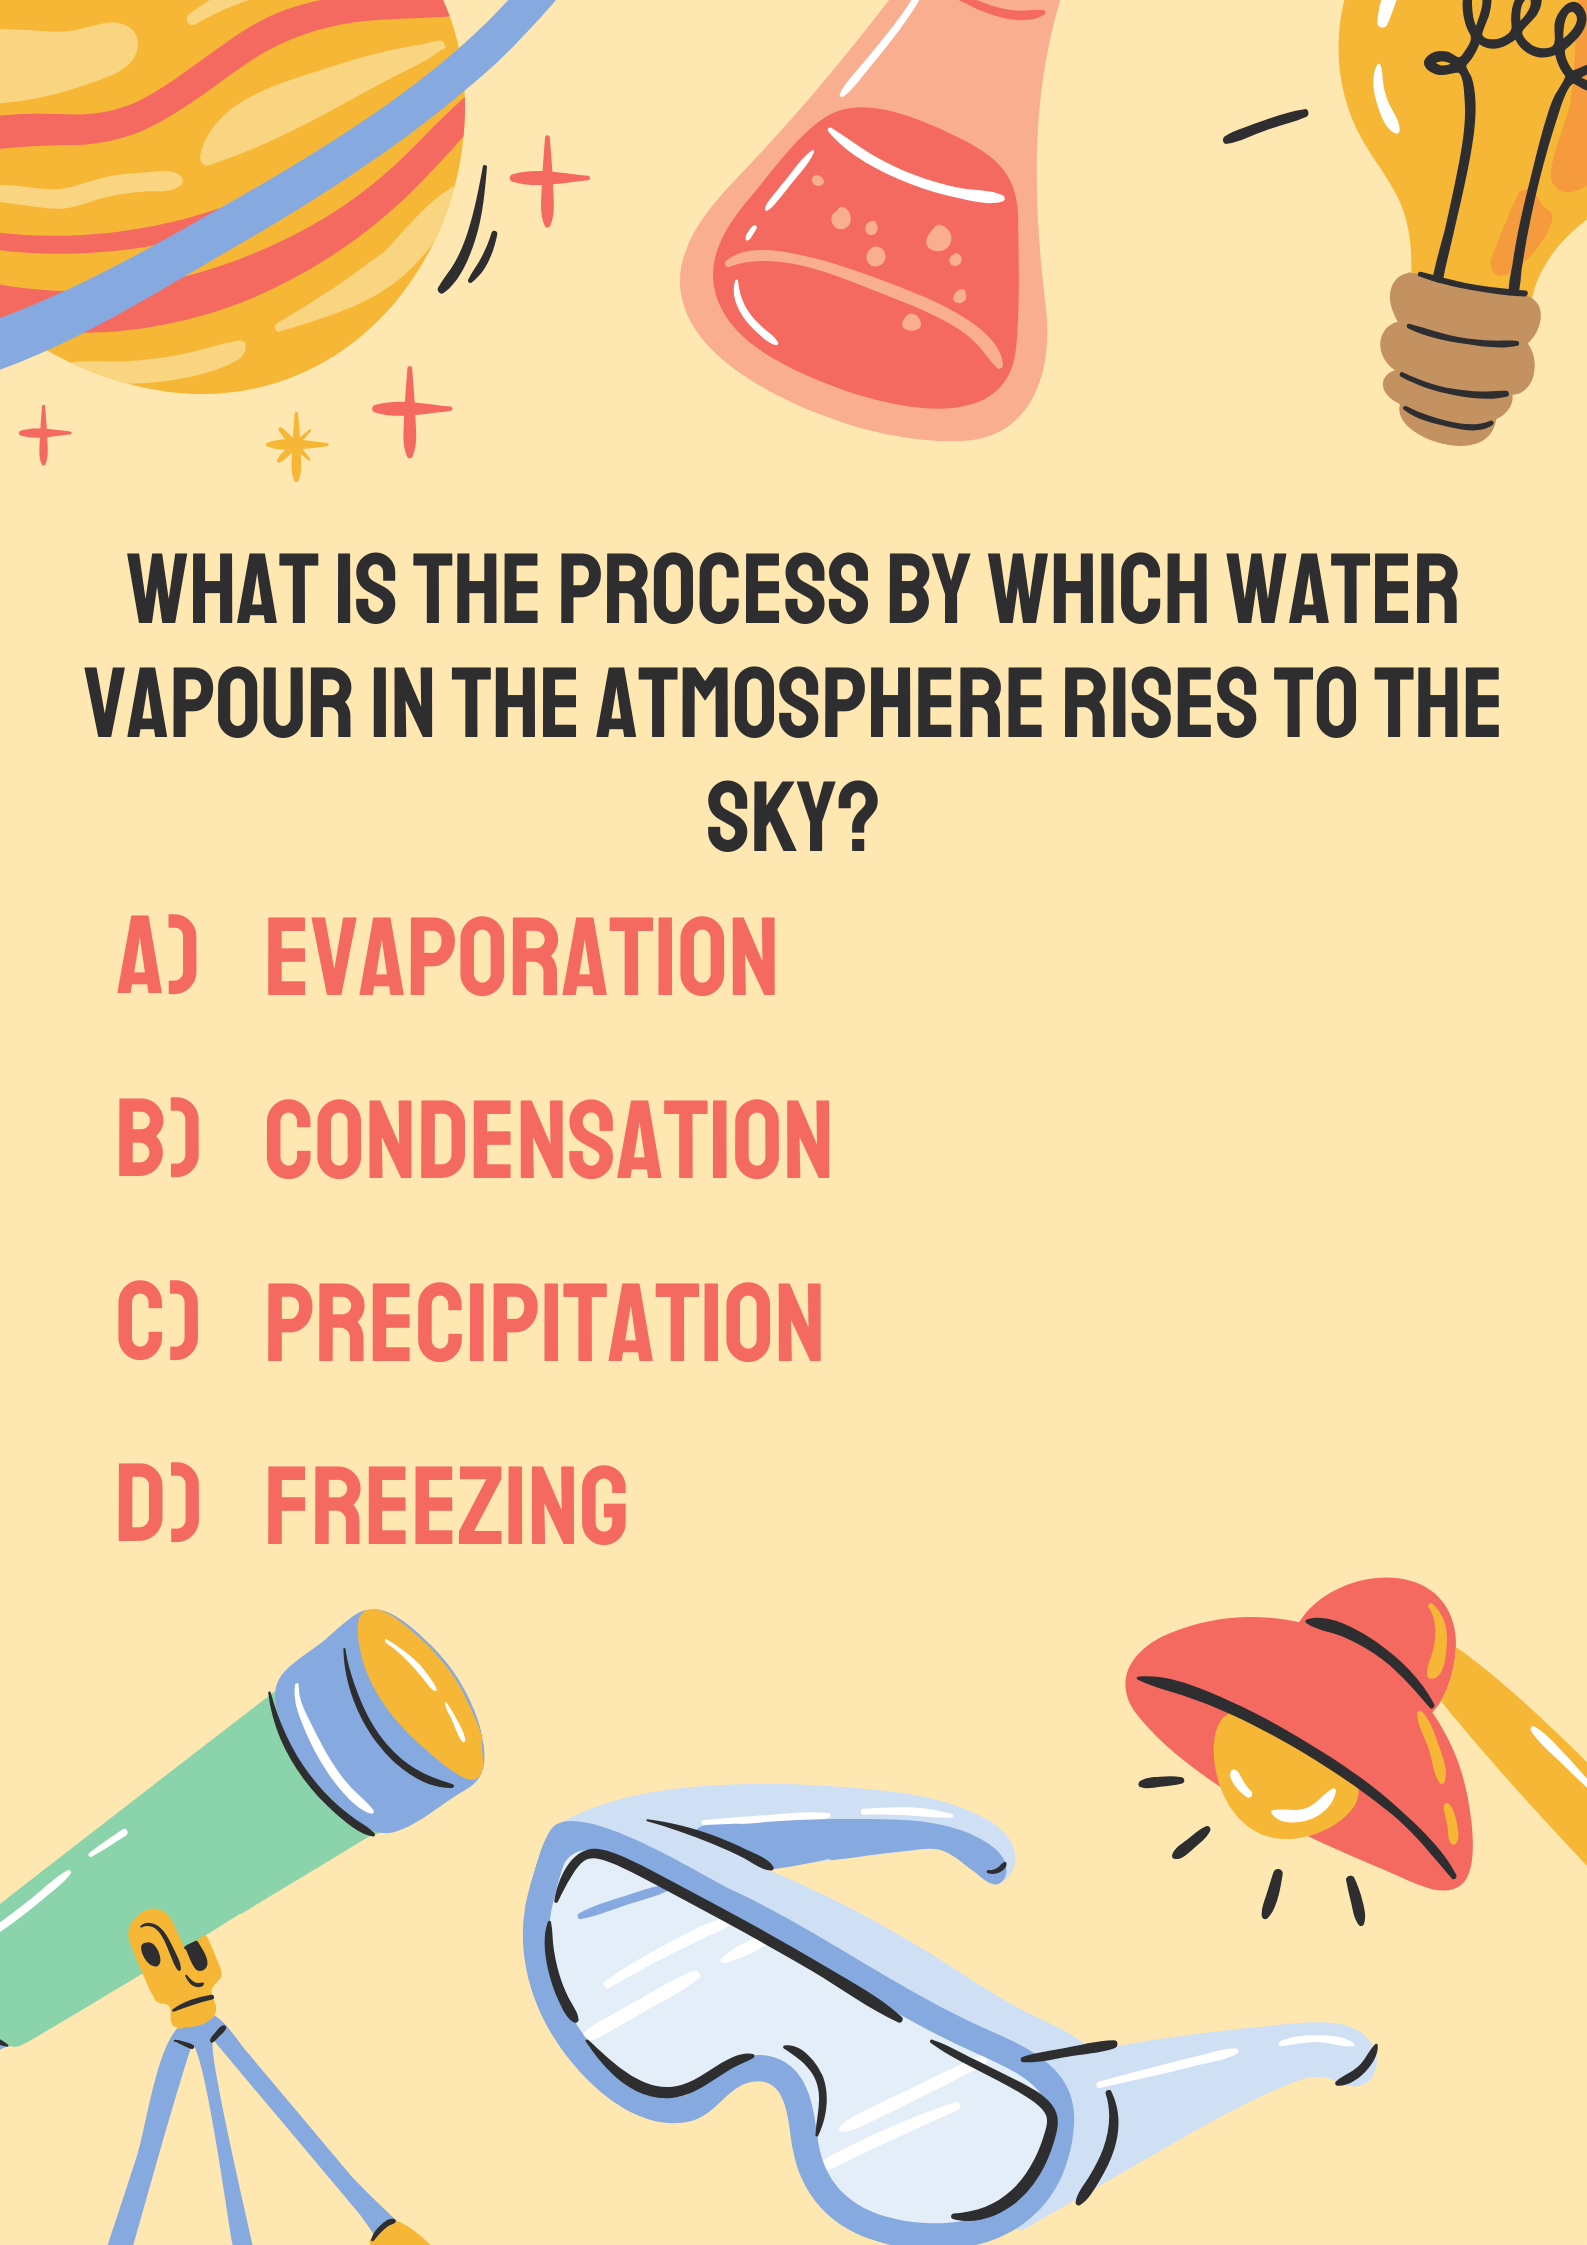 WHAT IS THE PROCESS BY WHICH WATER
VAPOUR IN THE ATMOSPHERE RISES TO THE
SKY?
A) EVAPORATION
B) CONDENSATION
C) PRECIPITATION
D) FREEZING